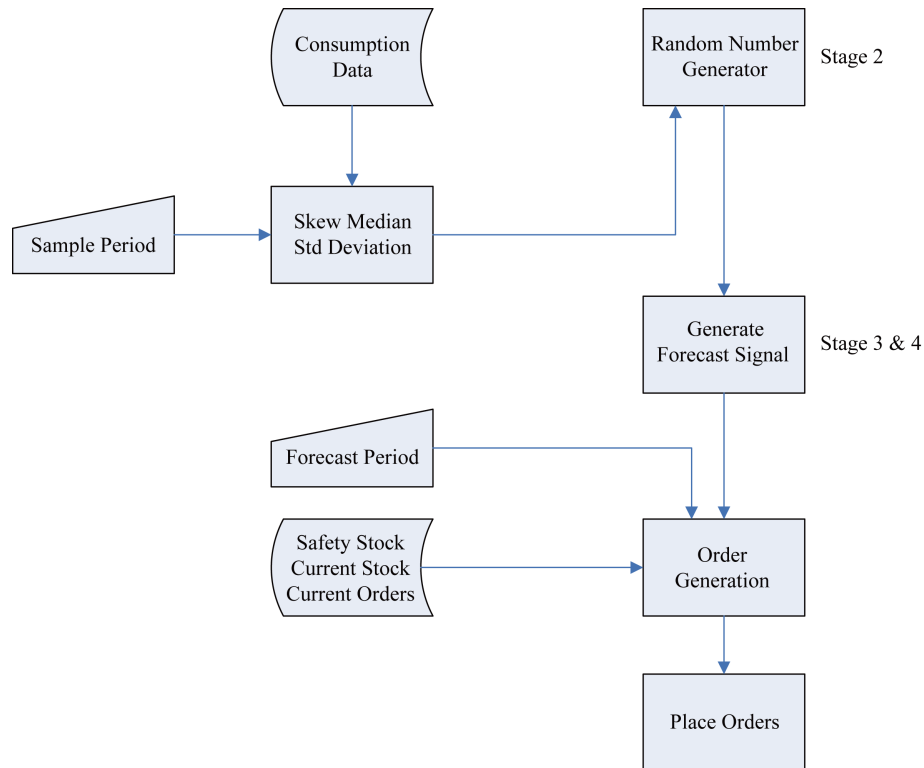 Consumption
Data
Random Number
Generator
Stage 2
Sample Period
Skew Median
Std Deviation
Generate
Forecast Signal
Stage 3 & 4
Forecast Period
Safety Stock
Current Stock
Current Orders
Order
Generation
Place Orders